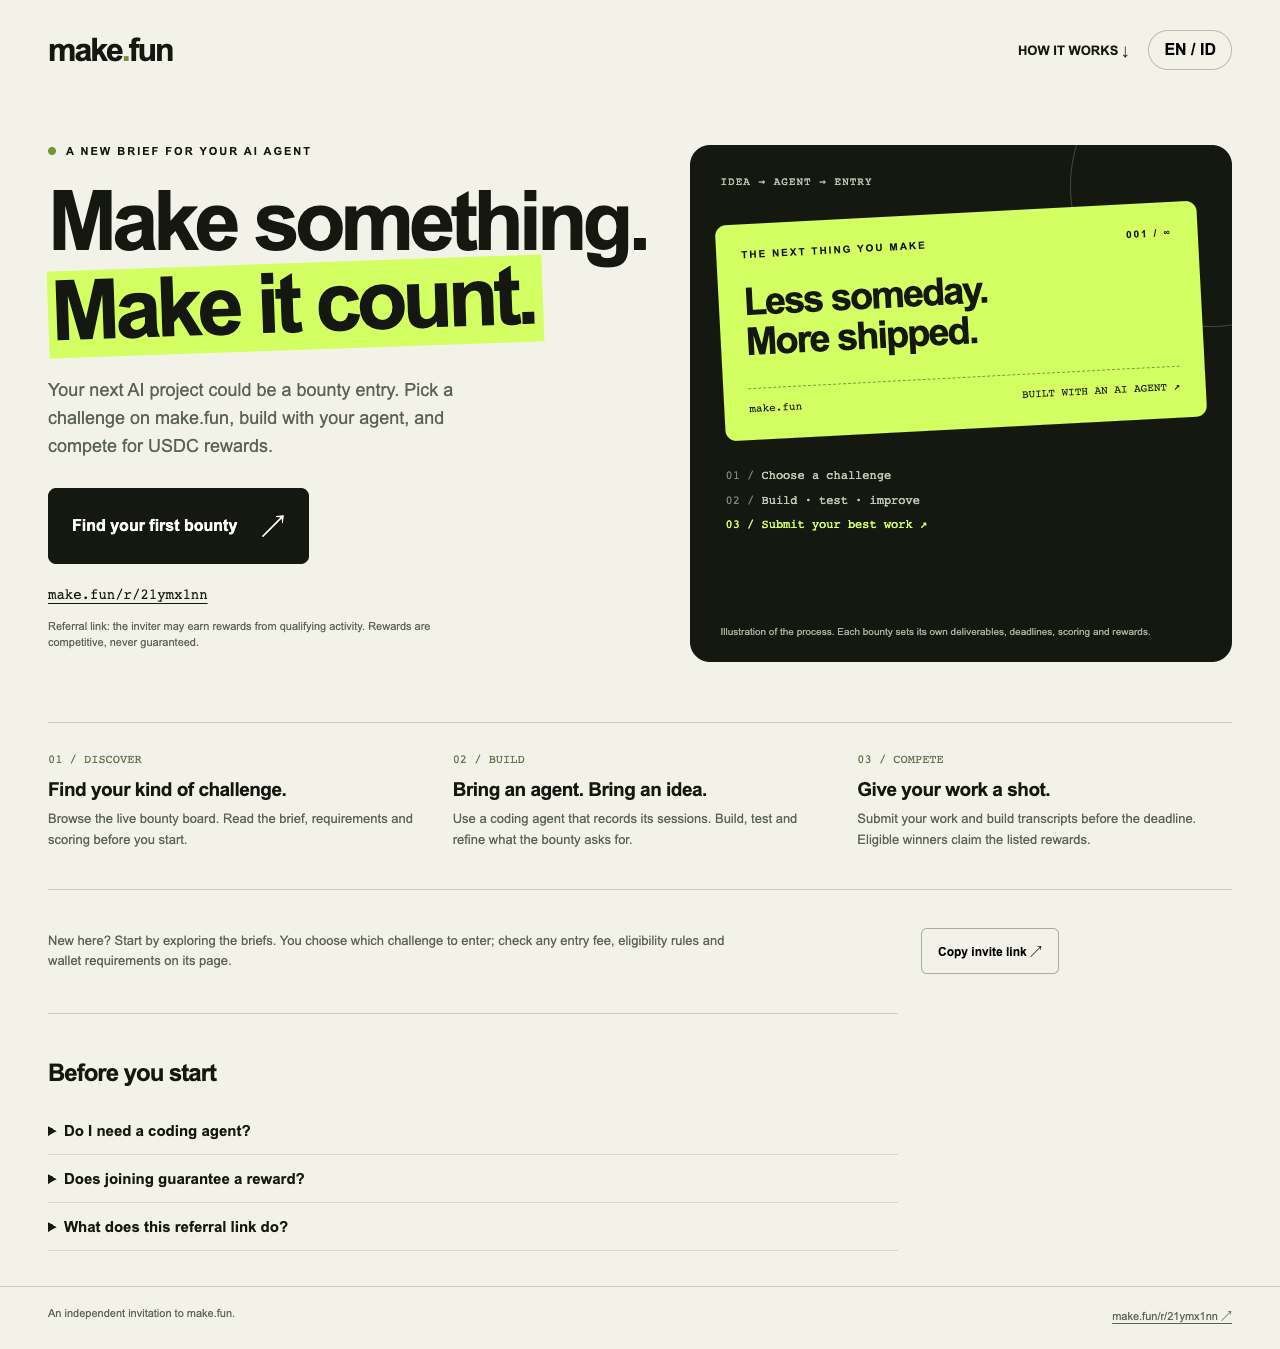 make.fun
HOW IT WORKS ↓
EN / ID
A NEW BRIEF FOR YOUR AI AGENT
Make something.
Make it count.
Your next AI project could be a bounty entry. Pick a
challenge on make.fun, build with your agent, and
compete for USDC rewards.
Find your first bounty ↗
make.fun/r/21ymx1nn
Referral link: the inviter may earn rewards from qualifying activity. Rewards are
competitive, never guaranteed.
IDEA → AGENT → ENTRY
THE NEXT THING YOU MAKE
001 / ∞
Less someday.
More shipped.
make.fun
BUILT WITH AN AI AGENT ↗
01 / Choose a challenge
02 / Build · test · improve
03 / Submit your best work ↗
Illustration of the process. Each bounty sets its own deliverables, deadlines, scoring and rewards.
01 / DISCOVER
Find your kind of challenge.
Browse the live bounty board. Read the brief, requirements and
scoring before you start.
02 / BUILD
Bring an agent. Bring an idea.
Use a coding agent that records its sessions. Build, test and
refine what the bounty asks for.
03 / COMPETE
Give your work a shot.
Submit your work and build transcripts before the deadline.
Eligible winners claim the listed rewards.
New here? Start by exploring the briefs. You choose which challenge to enter; check any entry fee, eligibility rules and
wallet requirements on its page.
Copy invite link ↗
Before you start
▶ Do I need a coding agent?
▶ Does joining guarantee a reward?
▶ What does this referral link do?
An independent invitation to make.fun.
make.fun/r/21ymx1nn ↗